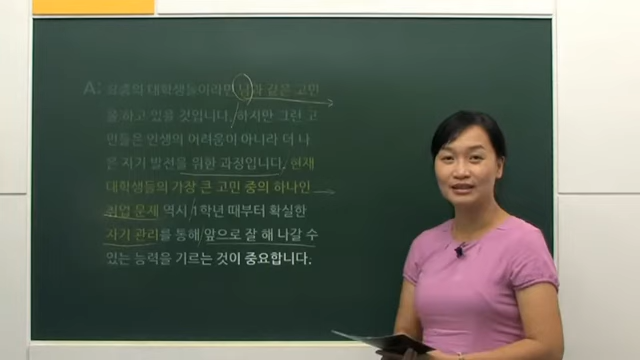 A: 요즘의 대학생들이라면 남과 같은 고민
을 하고 있을 것입니다. 하지만 그런 고
민들은 인생의 어려움이 아니라 더 나
은 자기 발전을 위한 과정입니다. 현재
대학생들의 가장 큰 고민 중의 하나인
취업 문제 역시 1학년 때부터 확실한
자기 관리를 통해 앞으로 잘 해 나갈 수
있는 능력을 기르는 것이 중요합니다.